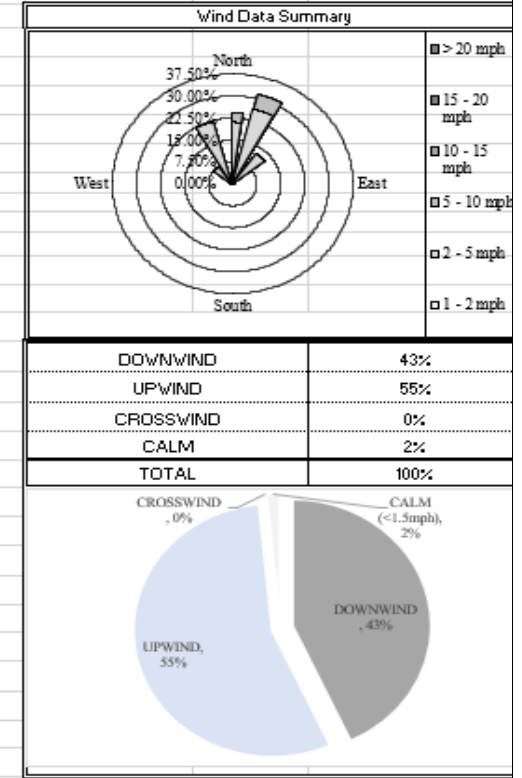 Wind Data Summary
North
37.50%
30.00%
22.50%
15.00%
7.50%
0.00%
West
East
South
> 20 mph
15 - 20
mph
10 - 15
mph
5 - 10 mph
2 - 5 mph
1 - 2 mph
DOWNWIND 43%
UPWIND 55%
CROSSWIND 0%
CALM 2%
TOTAL 100%
CROSSWIND
, 0%
CALM
(<1.5mph),
2%
DOWNWIND
, 43%
UPWIND,
55%